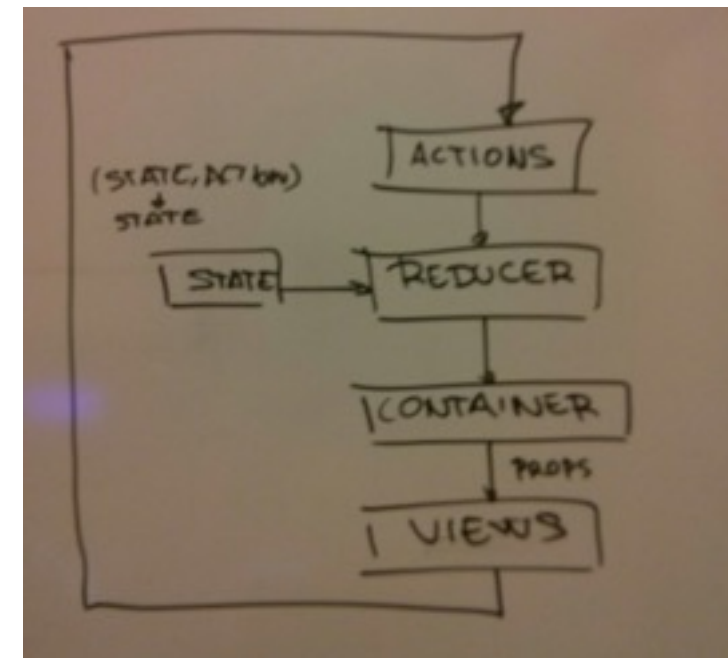 ACTIONS
(STATE, ACTION)
↓
STATE
STATE
REDUCER
CONTAINER
PROPS
VIEWS